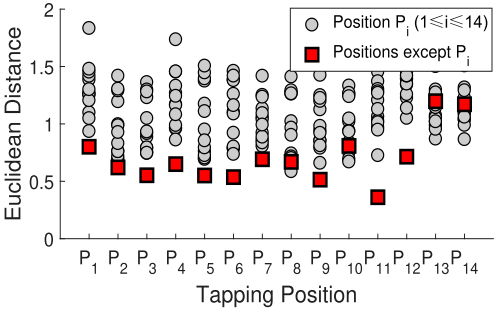 2
1.5
1
0.5
0
Euclidean Distance
Position P_i (1≤i≤14)
Positions except P_i
P_1 P_2 P_3 P_4 P_5 P_6 P_7 P_8 P_9 P_10 P_11 P_12 P_13 P_14
Tapping Position